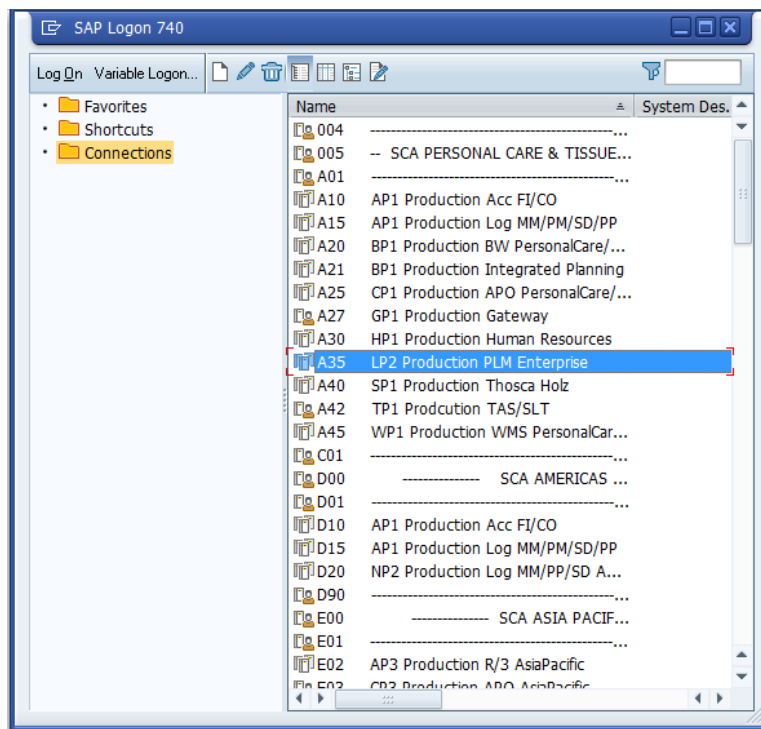 SAP Logon 740
Log On Variable Logon...
Favorites
Shortcuts
Connections
Name System Des.
004 -----------------------------------------------...
005 -- SCA PERSONAL CARE & TISSUE...
A01 -----------------------------------------------...
A10 AP1 Production Acc FI/CO
A15 AP1 Production Log MM/PM/SD/PP
A20 BP1 Production BW PersonalCare/...
A21 BP1 Production Integrated Planning
A25 CP1 Production APO PersonalCare/...
A27 GP1 Production Gateway
A30 HP1 Production Human Resources
A35 LP2 Production PLM Enterprise
A40 SP1 Production Thosca Holz
A42 TP1 Prodcution TAS/SLT
A45 WP1 Production WMS PersonalCar...
C01 -----------------------------------------------...
D00 --------------- SCA AMERICAS ...
D01 -----------------------------------------------...
D10 AP1 Production Acc FI/CO
D15 AP1 Production Log MM/PM/SD/PP
D20 NP2 Production Log MM/PP/SD A...
D90 -----------------------------------------------...
E00 --------------- SCA ASIA PACIF...
E01 -----------------------------------------------...
E02 AP3 Production R/3 AsiaPacific
E03 CP3 Production APO AsiaPacific